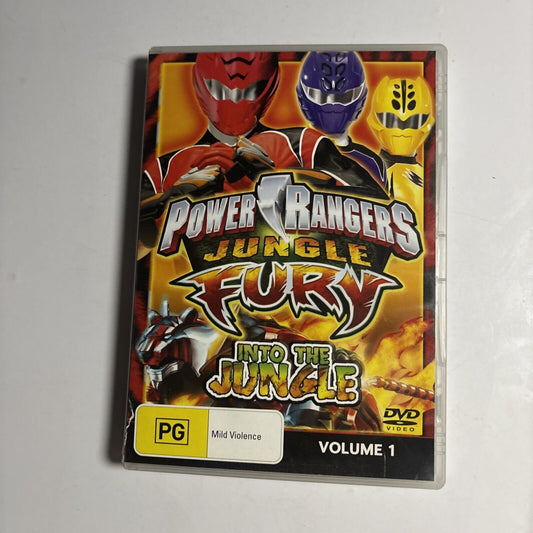 POWER RANGERS
JUNGLE
FURY
INTO THE
JUNGLE
PG
Mild Violence
DVD
VIDEO
VOLUME 1